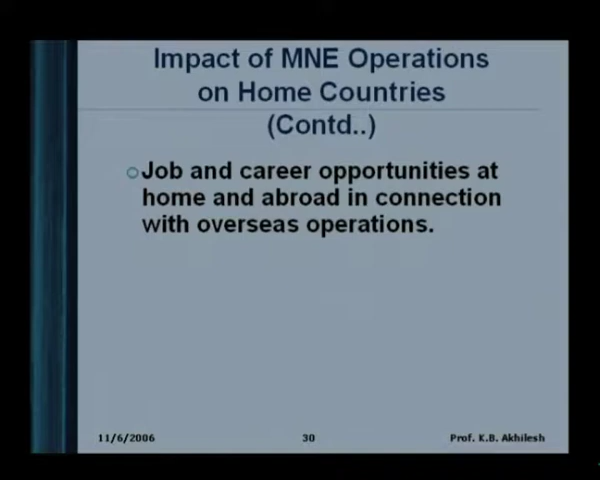 Impact of MNE Operations
on Home Countries
(Contd..)
Job and career opportunities at
home and abroad in connection
with overseas operations.
11/6/2006
30
Prof. K.B. Akhilesh